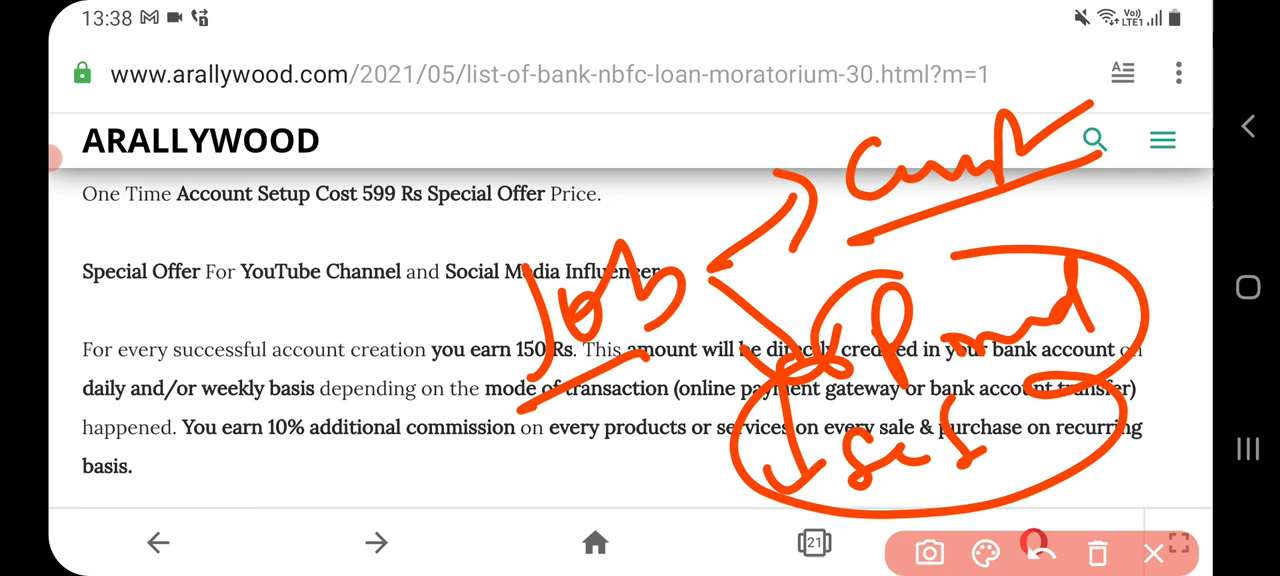 13:38
Vo)) LTE1
www.arallywood.com/2021/05/list-of-bank-nbfc-loan-moratorium-30.html?m=1
ARALLYWOOD
One Time Account Setup Cost 599 Rs Special Offer Price.
Special Offer For YouTube Channel and Social Media Influencer
Job
For every successful account creation you earn 150 Rs. This amount will be directly credited in your bank account on
daily and/or weekly basis depending on the mode of transaction (online payment gateway or bank account transfer)
happened. You earn 10% additional commission on every products or services on every sale & purchase on recurring
basis.
21